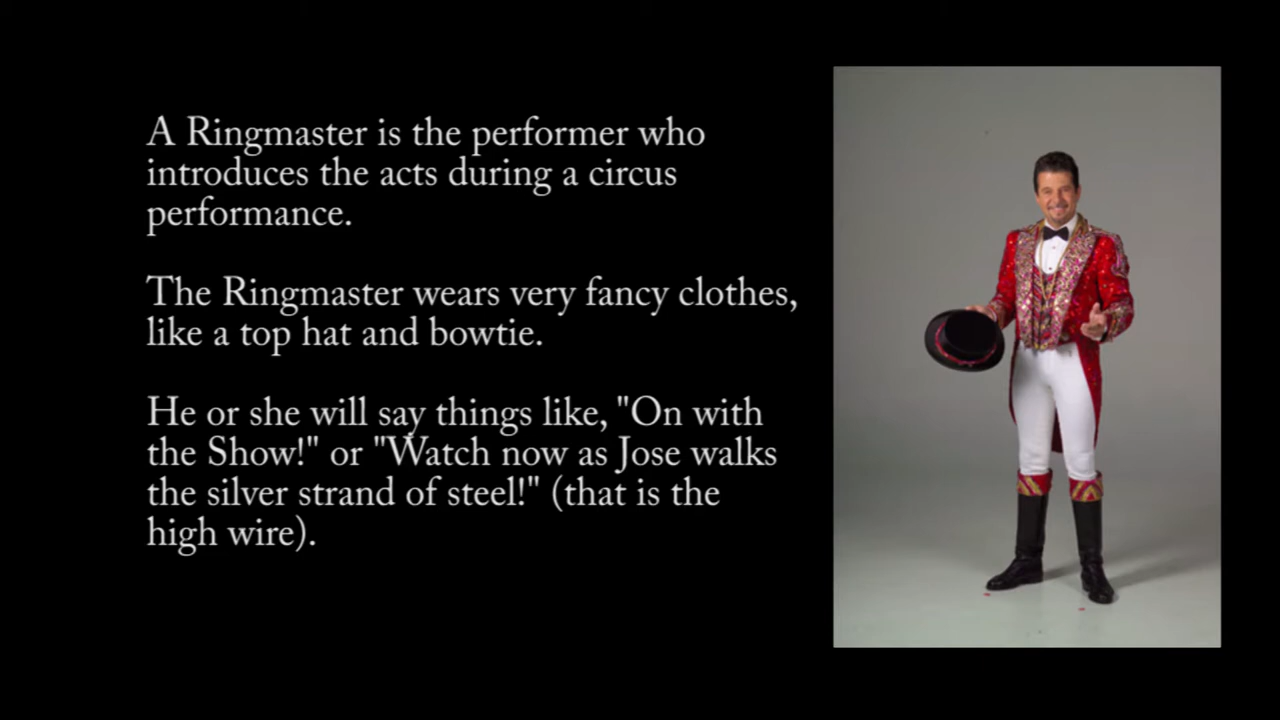 A Ringmaster is the performer who
introduces the acts during a circus
performance.
The Ringmaster wears very fancy clothes,
like a top hat and bowtie.
He or she will say things like, "On with
the Show!" or "Watch now as Jose walks
the silver strand of steel!" (that is the
high wire).